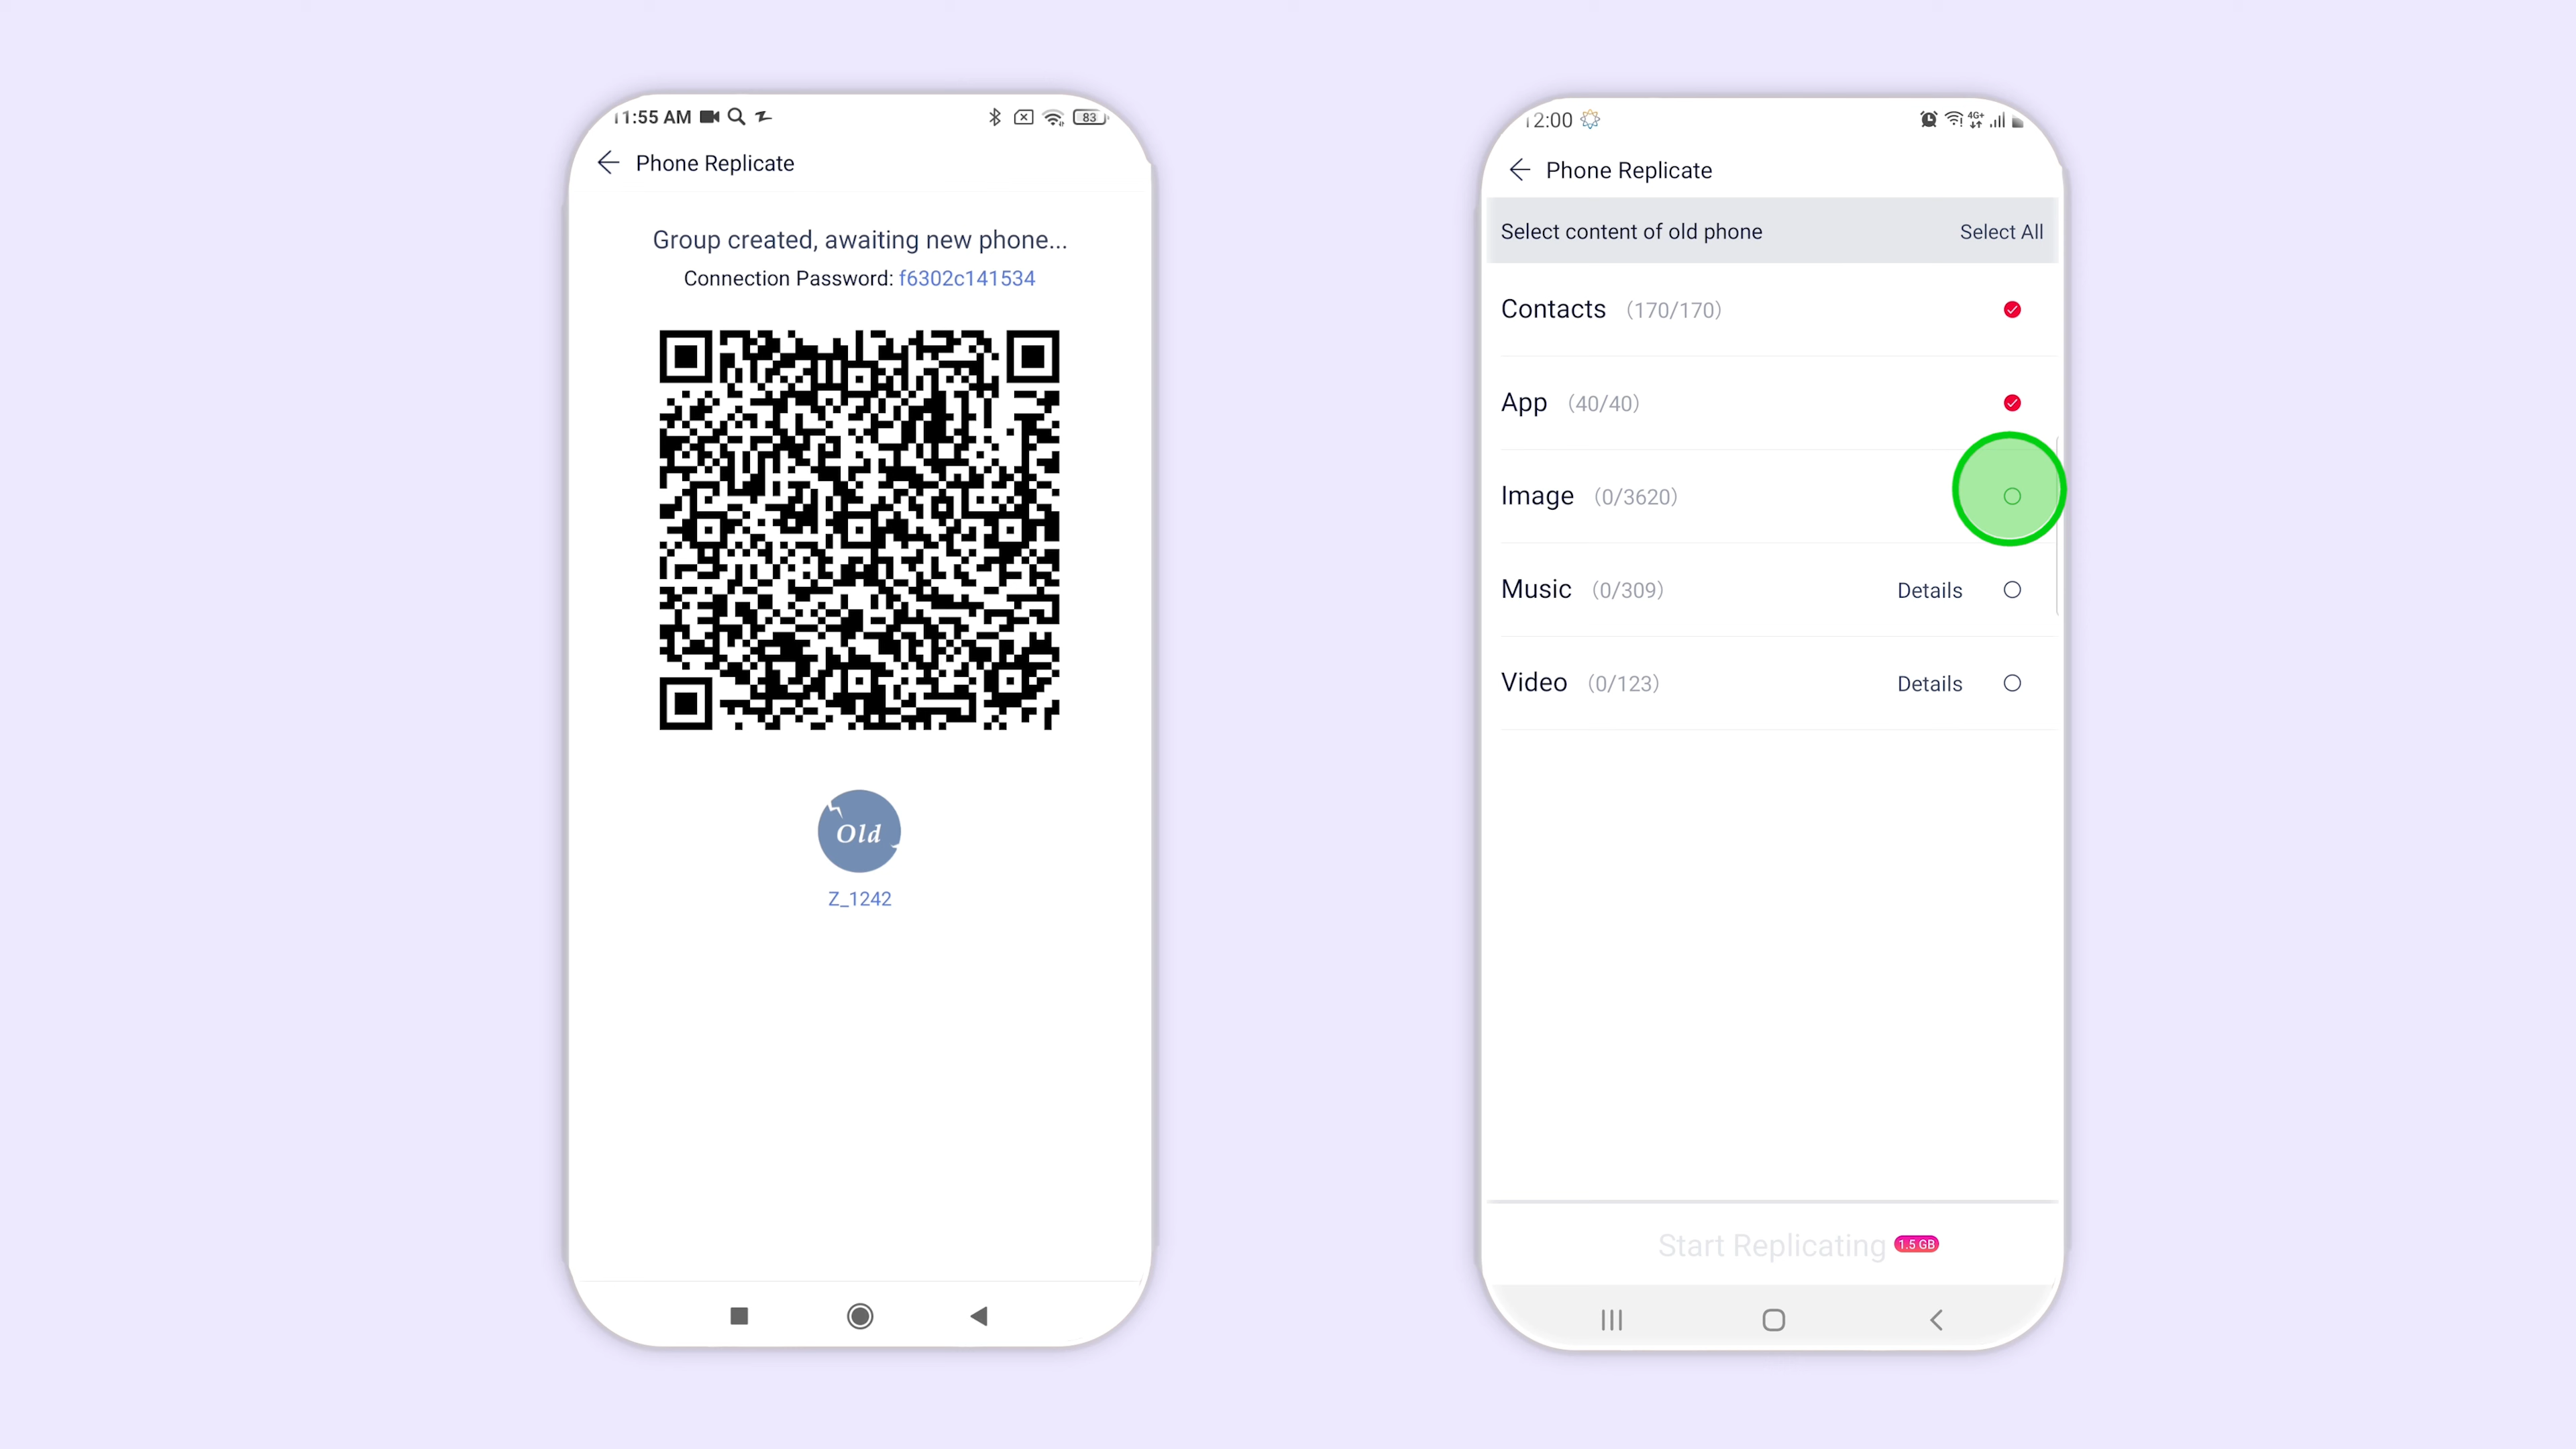 11:55 AM
83
Phone Replicate
Group created, awaiting new phone...
Connection Password: f6302c141534
Old
Z_1242
12:00
4G+
Phone Replicate
Select content of old phone Select All
Contacts (170/170)
App (40/40)
Image (0/3620)
Music (0/309) Details
Video (0/123) Details
Start Replicating 1.5 GB